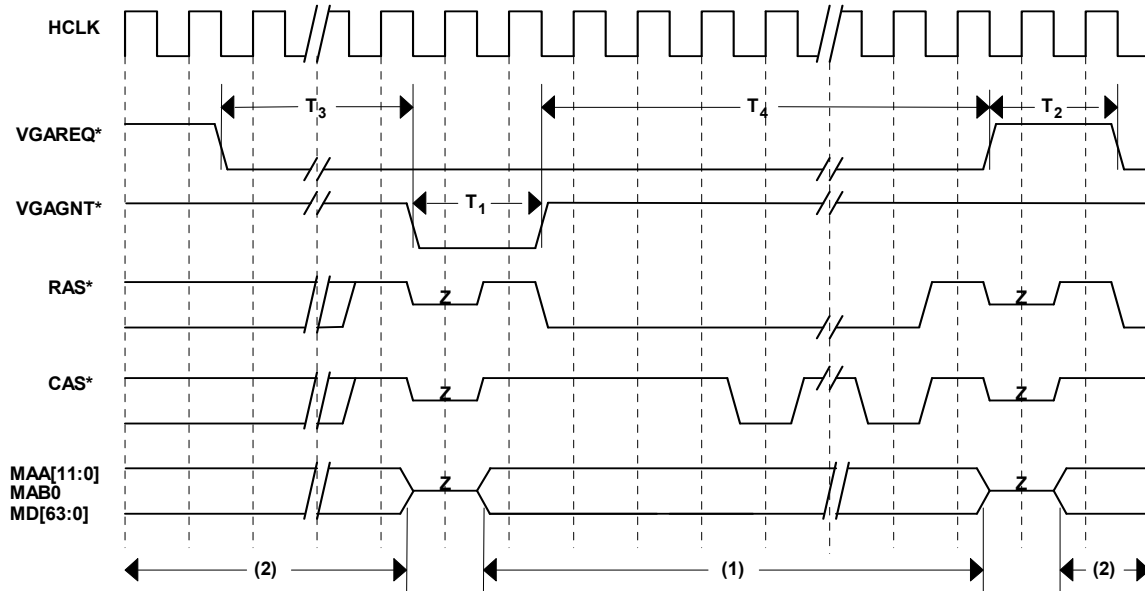 HCLK
T3 T4 T2
VGAREQ*
VGAGNT* T1
RAS* Z Z
CAS* Z Z
MAA[11:0]
MAB0 Z Z
MD[63:0]
(2) (1) (2)